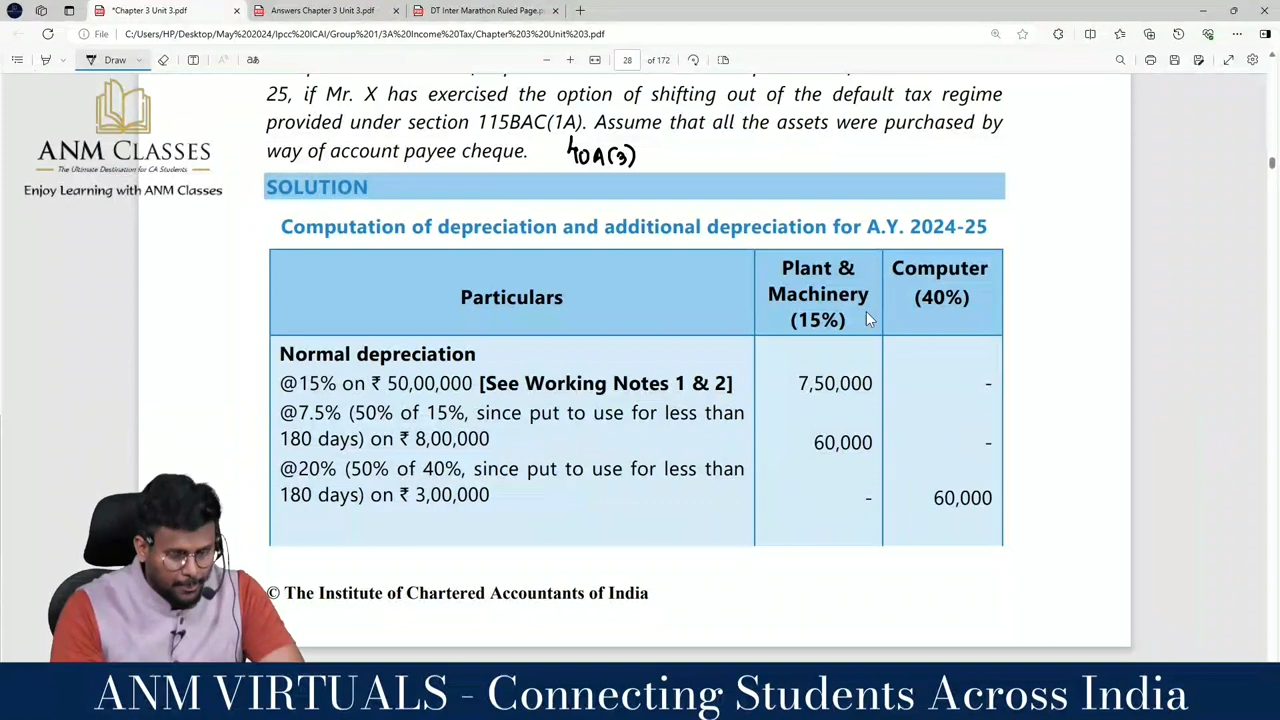 *Chapter 3 Unit 3.pdf
Answers Chapter 3 Unit 3.pdf
DT Inter Marathon Ruled Page.p
File
C:/Users/HP/Desktop/May%202024/Ipcc%20ICAI/Group%201/3A%20Income%20Tax/Chapter%203%20Unit%203.pdf
Draw
28 of 172
25, if Mr. X has exercised the option of shifting out of the default tax regime
provided under section 115BAC(1A). Assume that all the assets were purchased by
way of account payee cheque.
40A(3)
ANM CLASSES
The Ultimate Destination for CA Students
Enjoy Learning with ANM Classes
SOLUTION
Computation of depreciation and additional depreciation for A.Y. 2024-25
Particulars
Plant &
Machinery
(15%)
Computer
(40%)
Normal depreciation
@15% on ₹ 50,00,000 [See Working Notes 1 & 2] 7,50,000 -
@7.5% (50% of 15%, since put to use for less than
180 days) on ₹ 8,00,000 60,000 -
@20% (50% of 40%, since put to use for less than
180 days) on ₹ 3,00,000 - 60,000
© The Institute of Chartered Accountants of India
ANM VIRTUALS - Connecting Students Across India